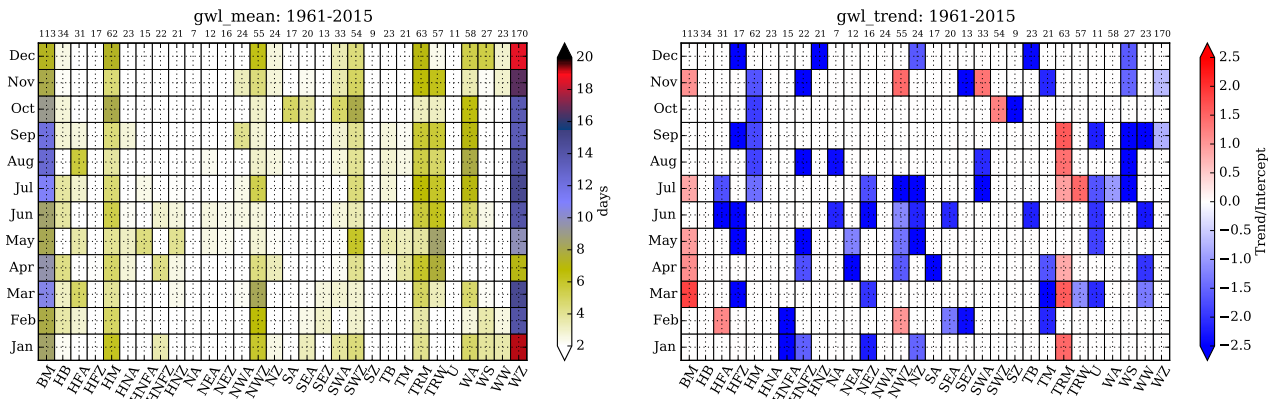 gwl_mean: 1961-2015
113 34 31 17 62 23 15 22 21 7 12 16 24 55 24 17 20 33 54 9 23 21 63 57 11 58 27 23 170
Dec
Nov
Oct
Sep
Aug
Jul
Jun
May
Apr
Mar
Feb
Jan
BM HB HFA HFZ HM HNA HNFA HNFZ HNZ NA NEA NEZ NWA NWZ NZ SA SEA SEZ SWA SWZ SZ TB TM TRM TRW U WA WS WW WZ
20
18
16
14
12
10
8
6
4
2
days
gwl_trend: 1961-2015
113 34 31 17 62 23 15 22 21 7 12 16 24 55 24 17 20 33 54 9 23 21 63 57 11 58 27 23 170
Dec
Nov
Oct
Sep
Aug
Jul
Jun
May
Apr
Mar
Feb
Jan
BM HB HFA HFZ HM HNA HNFA HNFZ HNZ NA NEA NEZ NWA NWZ NZ SA SEA SEZ SWA SWZ SZ TB TM TRM TRW U WA WS WW WZ
2.5
2.0
1.5
1.0
0.5
0.0
−0.5
−1.0
−1.5
−2.0
−2.5
Trend/Intercept